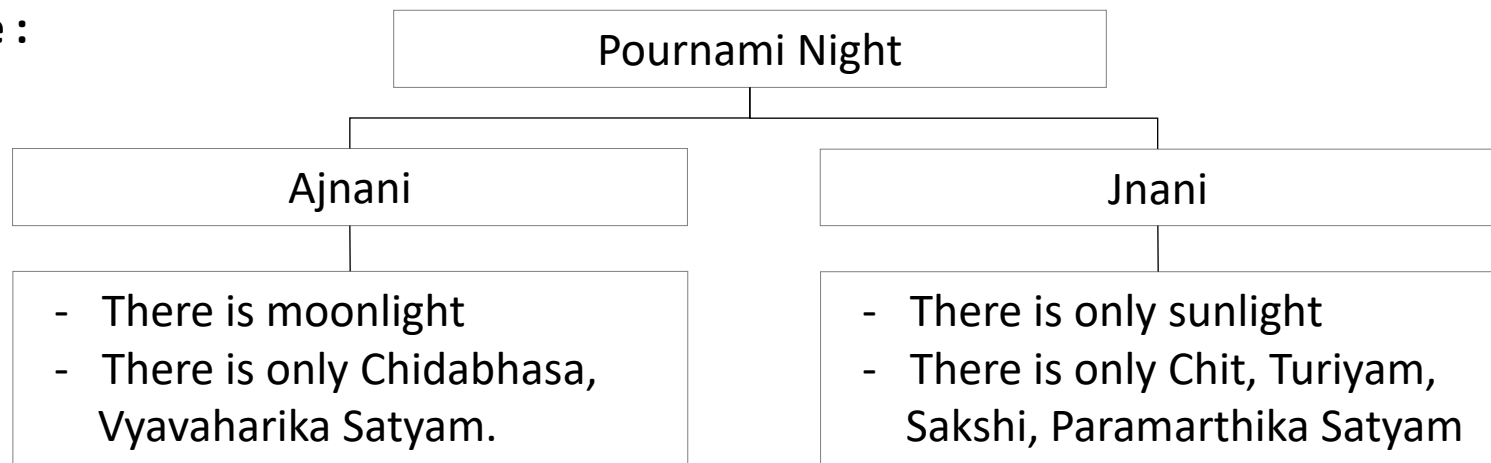 e :
Pournami Night
Ajnani
- There is moonlight
- There is only Chidabhasa,
Vyavaharika Satyam.
Jnani
- There is only sunlight
- There is only Chit, Turiyam,
Sakshi, Paramarthika Satyam